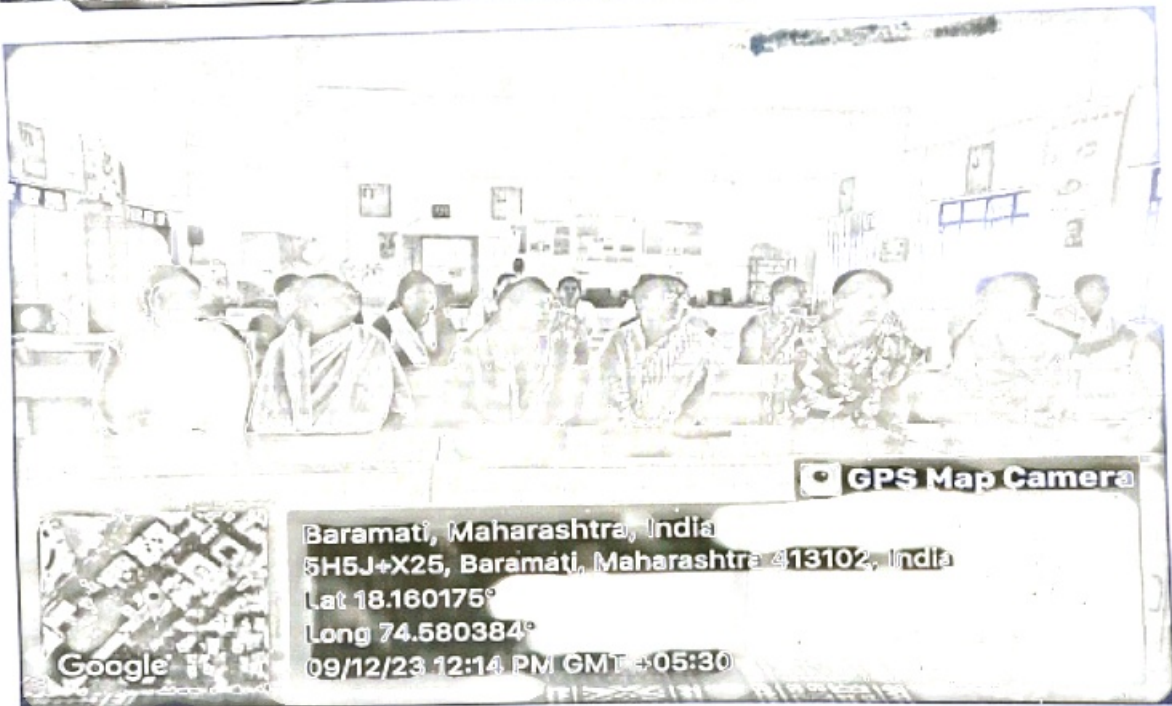 GPS Map Camera
Baramati, Maharashtra, India
5H5J+X25, Baramati, Maharashtra 413102, India
Lat 18.160175°
Long 74.580384°
09/12/23 12:14 PM GMT +05:30
Google